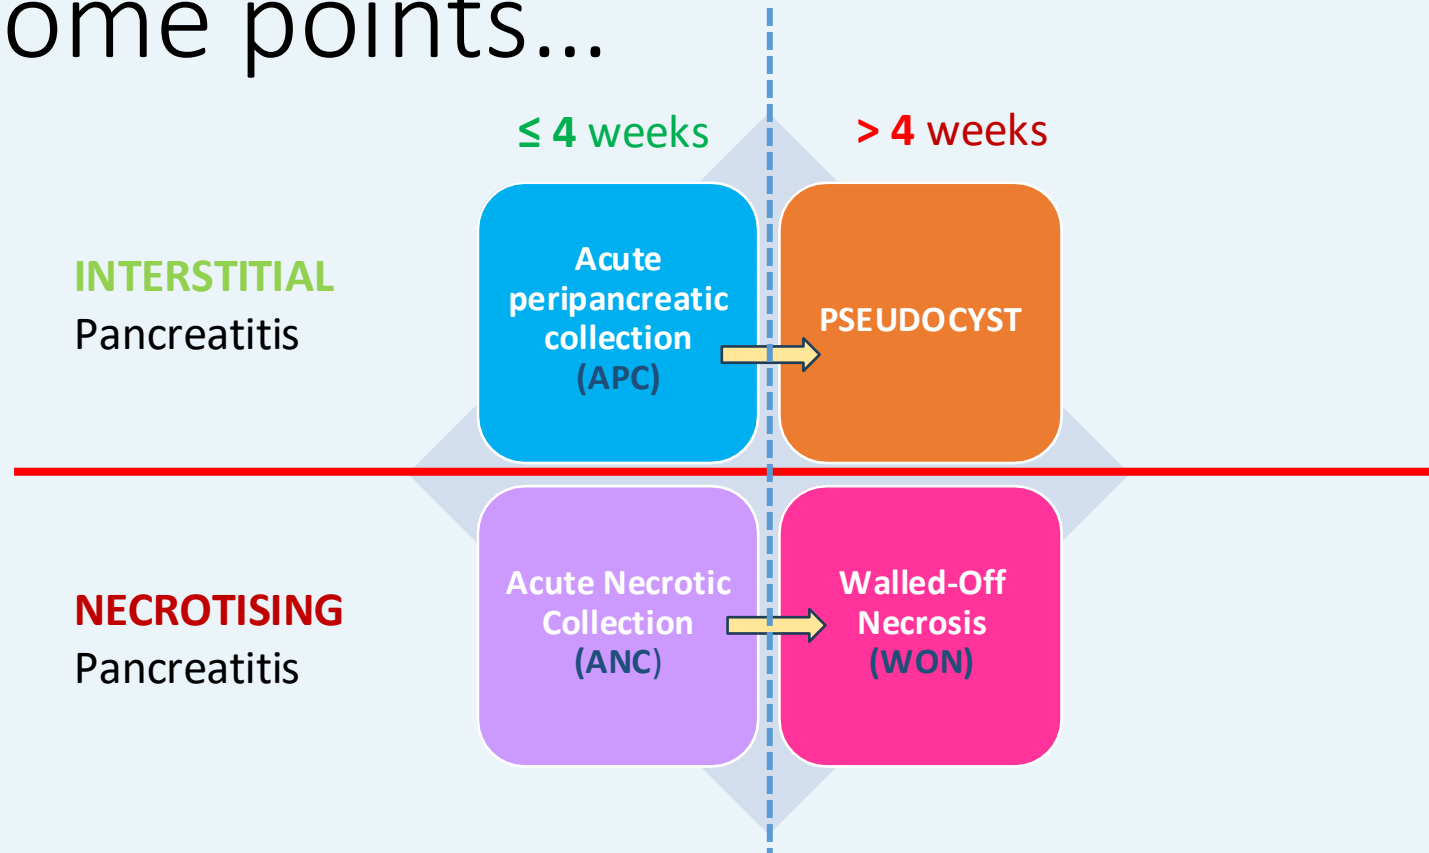 ome points...
≤ 4 weeks
> 4 weeks
INTERSTITIAL
Pancreatitis
Acute
peripancreatic
collection
(APC)
PSEUDOCYST
NECROTISING
Pancreatitis
Acute Necrotic
Collection
(ANC)
Walled-Off
Necrosis
(WON)